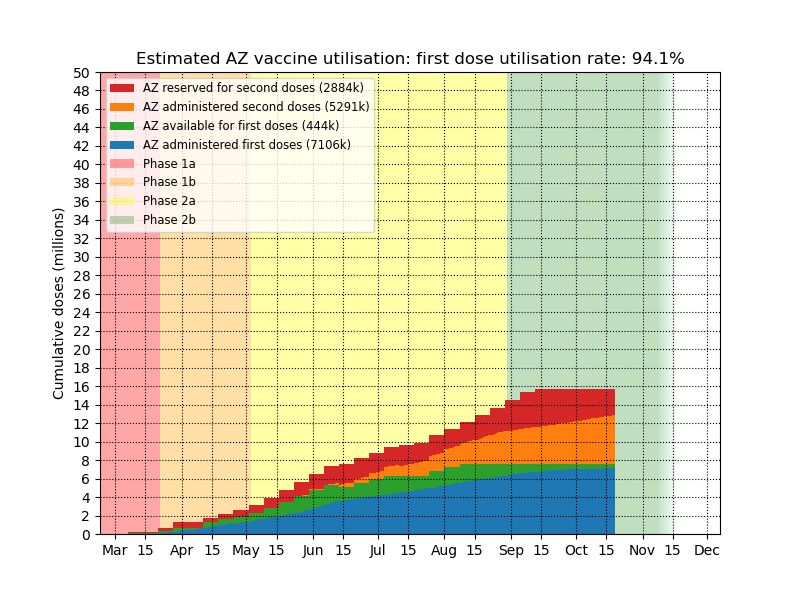 Estimated AZ vaccine utilisation: first dose utilisation rate: 94.1%
Cumulative doses (millions)
50
48
46
44
42
40
38
36
34
32
30
28
26
24
22
20
18
16
14
12
10
8
6
4
2
0
AZ reserved for second doses (2884k)
AZ administered second doses (5291k)
AZ available for first doses (444k)
AZ administered first doses (7106k)
Phase 1a
Phase 1b
Phase 2a
Phase 2b
Mar 15 Apr 15 May 15 Jun 15 Jul 15 Aug 15 Sep 15 Oct 15 Nov 15 Dec